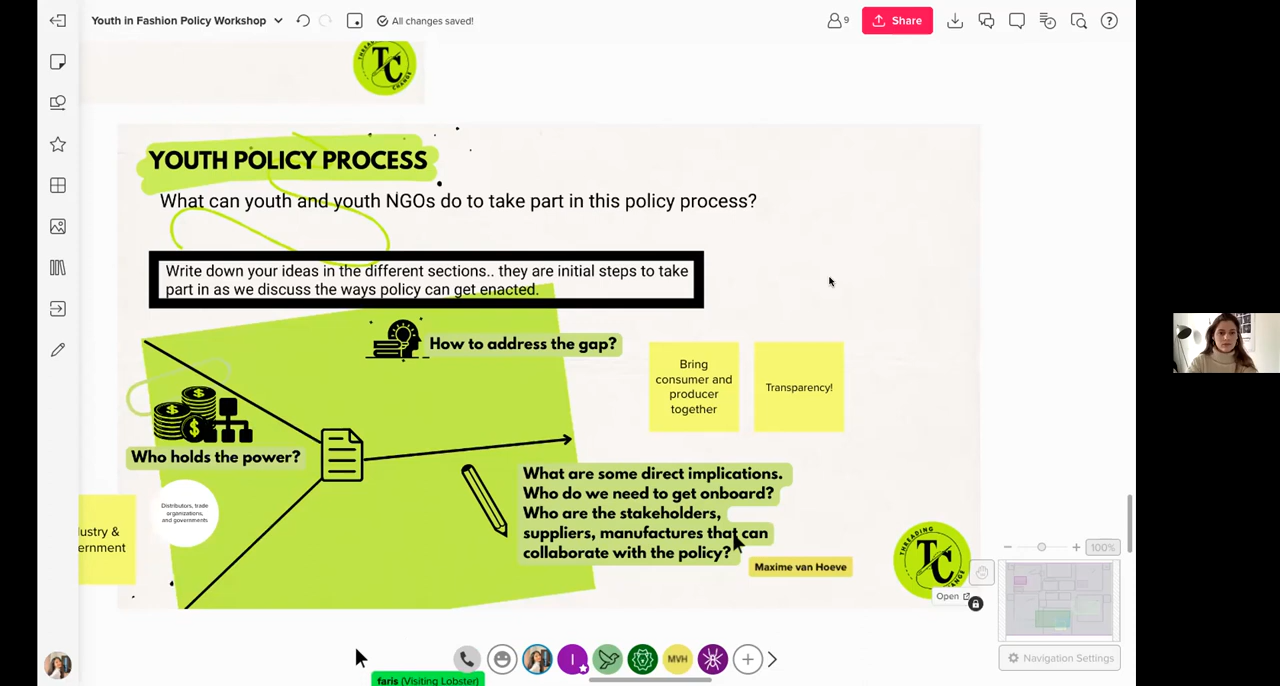 Youth in Fashion Policy Workshop
All changes saved!
9
Share
TC
CHANGE
YOUTH POLICY PROCESS
What can youth and youth NGOs do to take part in this policy process?
Write down your ideas in the different sections.. they are initial steps to take
part in as we discuss the ways policy can get enacted.
How to address the gap?
Bring
consumer and
producer
together
Transparency!
Who holds the power?
Distributors, trade
organizations,
and governments
ustry &
ernment
What are some direct implications.
Who do we need to get onboard?
Who are the stakeholders,
suppliers, manufactures that can
collaborate with the policy?
Maxime van Hoeve
THREADING
TC
CHANGE
Open
100%
Navigation Settings
I
MVH
faris (Visiting Lobster)